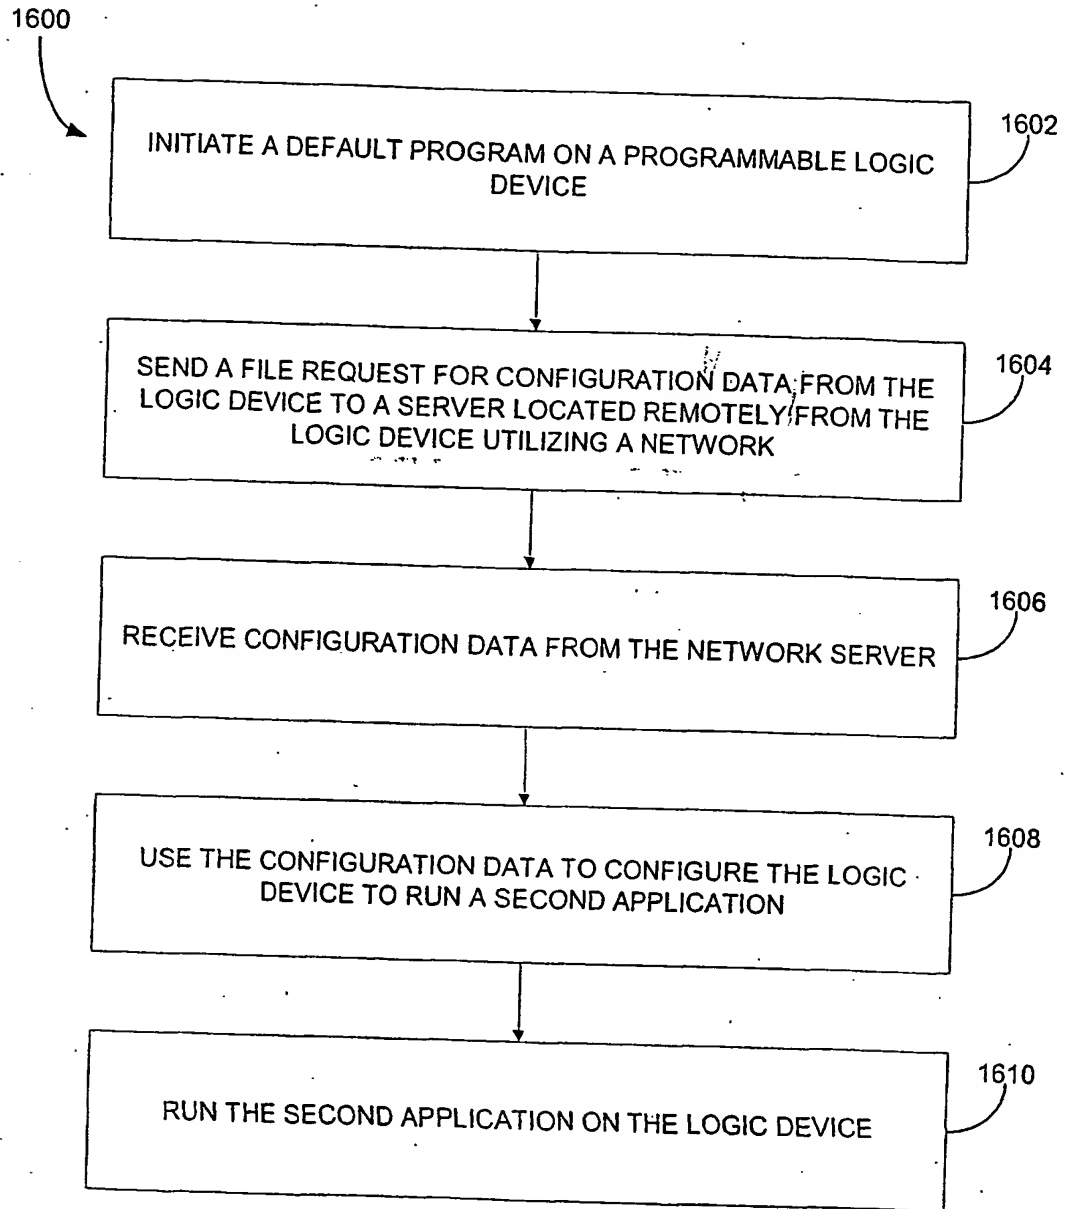 1600
INITIATE A DEFAULT PROGRAM ON A PROGRAMMABLE LOGIC
DEVICE
1602
SEND A FILE REQUEST FOR CONFIGURATION DATA FROM THE
LOGIC DEVICE TO A SERVER LOCATED REMOTELY FROM THE
LOGIC DEVICE UTILIZING A NETWORK
1604
RECEIVE CONFIGURATION DATA FROM THE NETWORK SERVER
1606
USE THE CONFIGURATION DATA TO CONFIGURE THE LOGIC
DEVICE TO RUN A SECOND APPLICATION
1608
RUN THE SECOND APPLICATION ON THE LOGIC DEVICE
1610